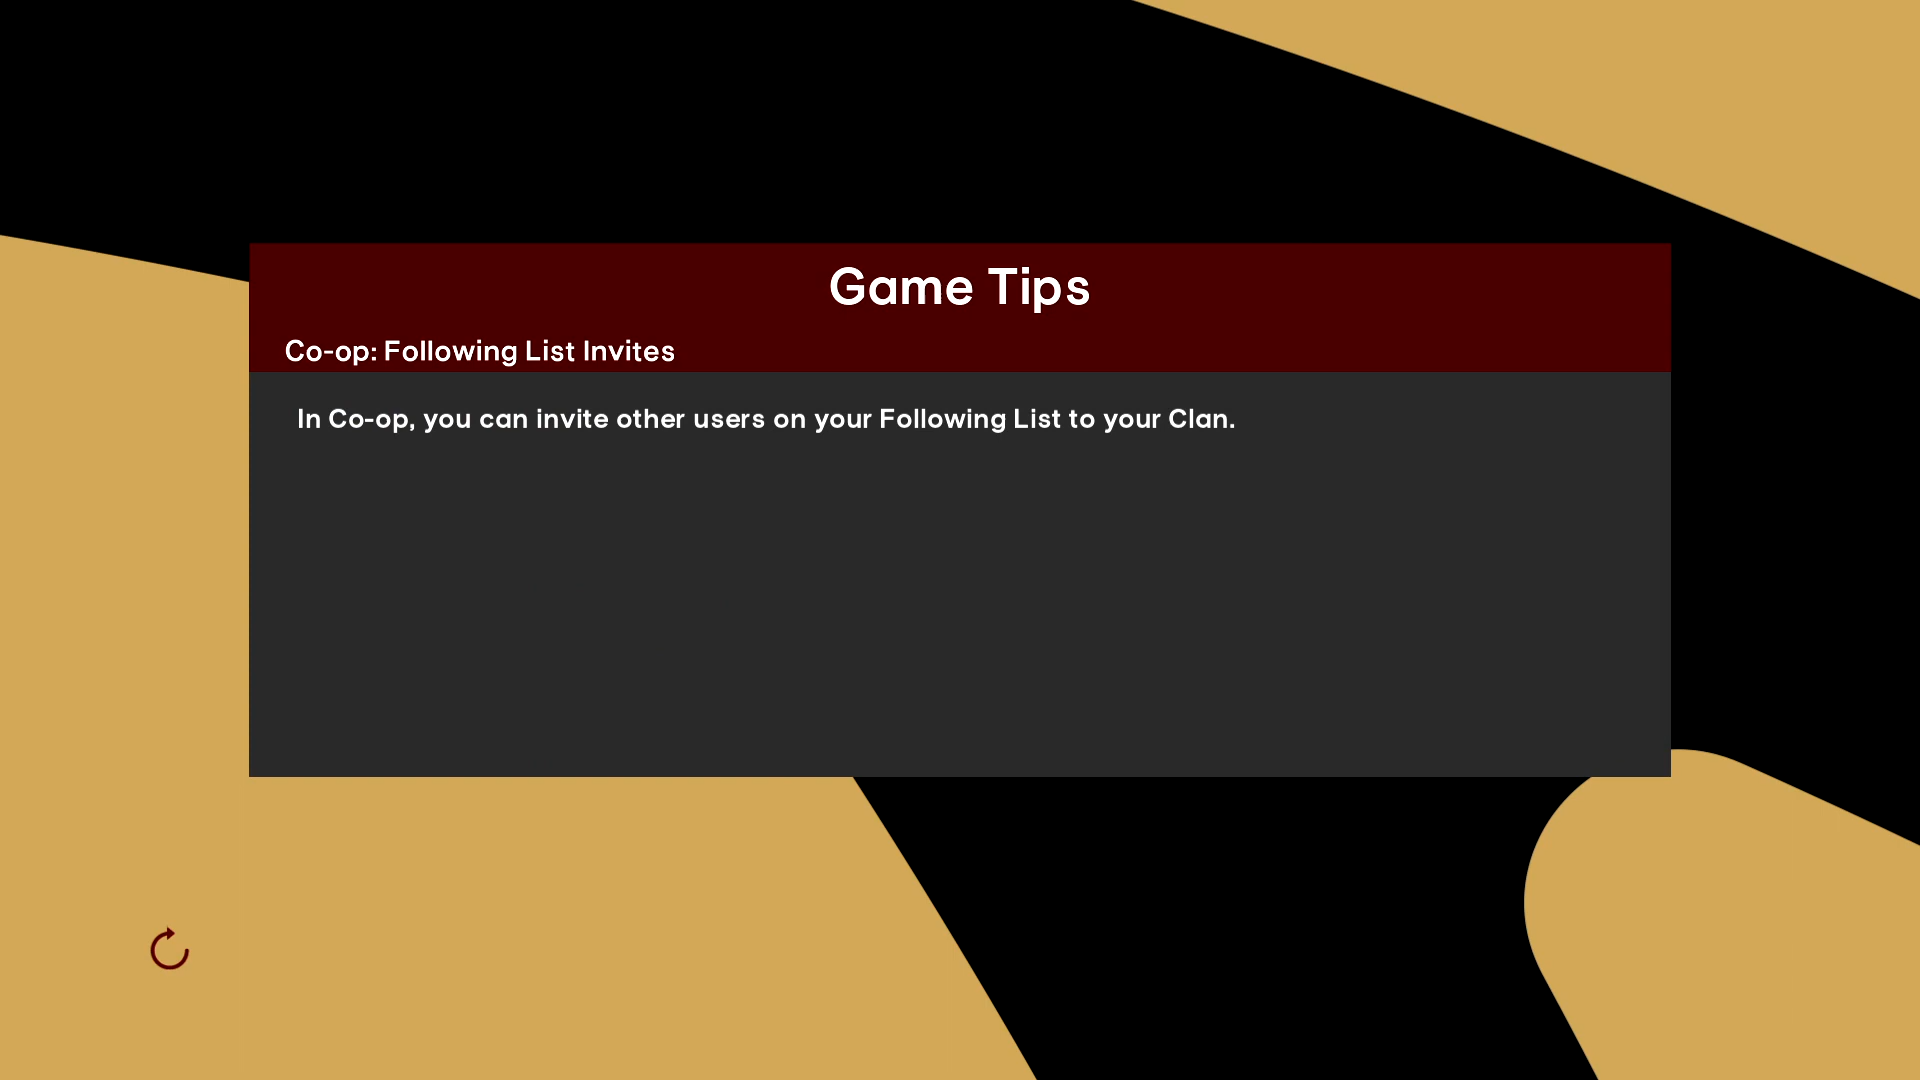 Game Tips
Co-op: Following List Invites
In Co-op, you can invite other users on your Following List to your Clan.